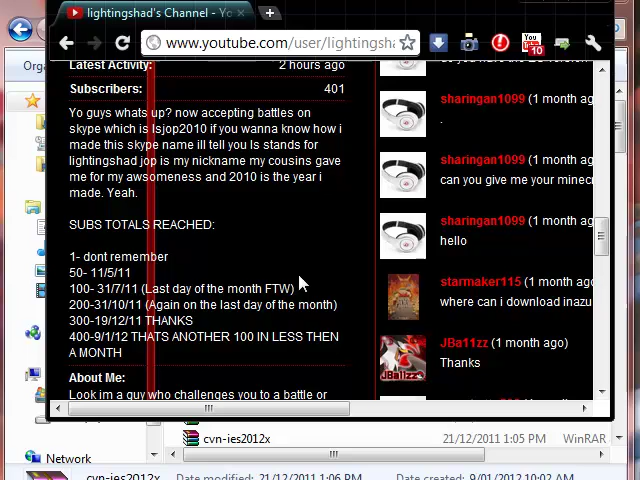 lightingshad's Channel - Yo
www.youtube.com/user/lightingsha
10
Orga
Latest Activity: 2 hours ago
Subscribers: 401
Yo guys whats up? now accepting battles on
skype which is lsjop2010 if you wanna know how i
made this skype name ill tell you ls stands for
lightingshad jop is my nickname my cousins gave
me for my awsomeness and 2010 is the year i
made. Yeah.
SUBS TOTALS REACHED:
1- dont remember
50- 11/5/11
100- 31/7/11 (Last day of the month FTW)
200-31/10/11 (Again on the last day of the month)
300-19/12/11 THANKS
400-9/1/12 THATS ANOTHER 100 IN LESS THEN
A MONTH
About Me:
Look im a guy who challenges you to a battle or
sharingan1099 (1 month ag
.
sharingan1099 (1 month ag
can you give me your minecr
sharingan1099 (1 month ag
hello
starmaker115 (1 month ag
where can i download inazu
JBa11zz (1 month ago)
Thanks
JBa11zz
cvn-ies2012x 21/12/2011 1:05 PM WinRAR
Network
cvn-ies2012x Date modified: 21/12/2011 1:06 PM Date created: 9/01/2012 10:02 AM